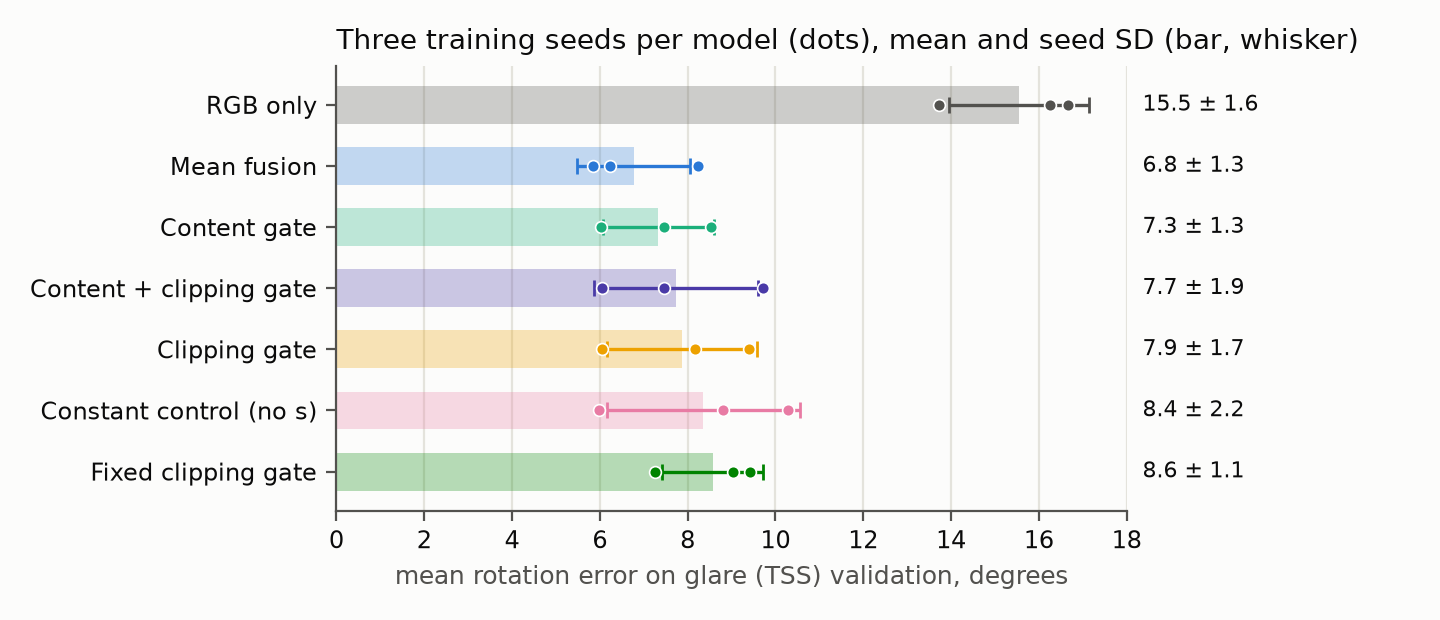 Three training seeds per model (dots), mean and seed SD (bar, whisker)
RGB only 15.5 ± 1.6
Mean fusion 6.8 ± 1.3
Content gate 7.3 ± 1.3
Content + clipping gate 7.7 ± 1.9
Clipping gate 7.9 ± 1.7
Constant control (no s) 8.4 ± 2.2
Fixed clipping gate 8.6 ± 1.1
0 2 4 6 8 10 12 14 16 18
mean rotation error on glare (TSS) validation, degrees